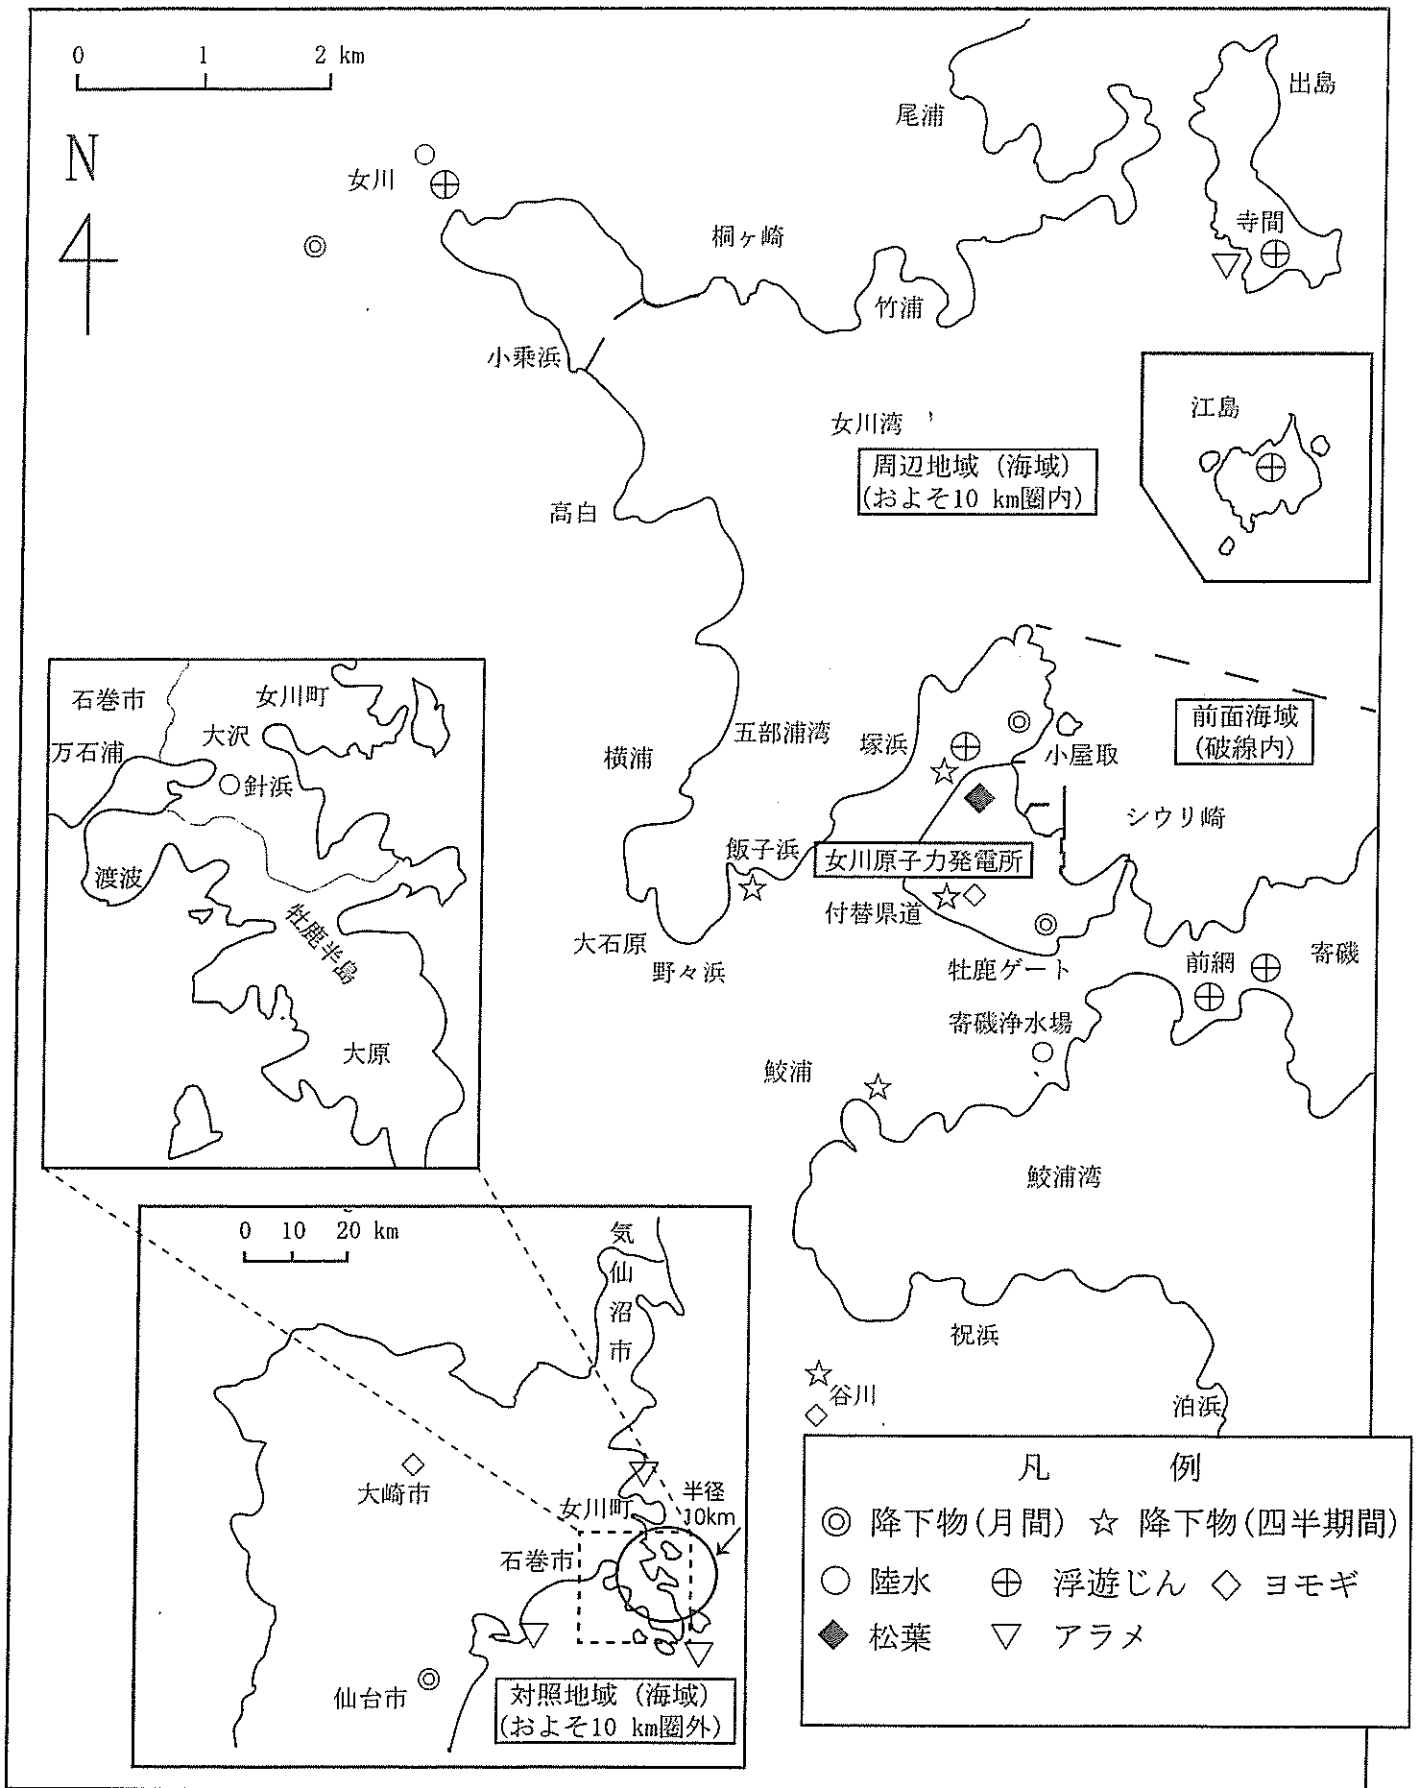 0 1 2 km
N
女川
尾浦
出島
寺間
桐ヶ崎
竹浦
小乗浜
江島
女川湾
周辺地域 (海域)
(およそ10 km圏内)
高白
前面海域
(破線内)
五部浦湾
塚浜
小屋取
横浦
シウリ崎
飯子浜
女川原子力発電所
付替県道
大石原
野々浜
牡鹿ゲート
前網
寄磯
寄磯浄水場
鮫浦
鮫浦湾
祝浜
谷川
泊浜
石巻市
女川町
万石浦
大沢
針浜
渡波
牡鹿半島
大原
0 10 20 km
気仙沼市
大崎市
女川町
半径
10km
石巻市
仙台市
対照地域 (海域)
(およそ10 km圏外)
凡 例
◎ 降下物(月間) ☆ 降下物(四半期間)
○ 陸水 ⊕ 浮遊じん ◇ ヨモギ
◆ 松葉 ▽ アラメ